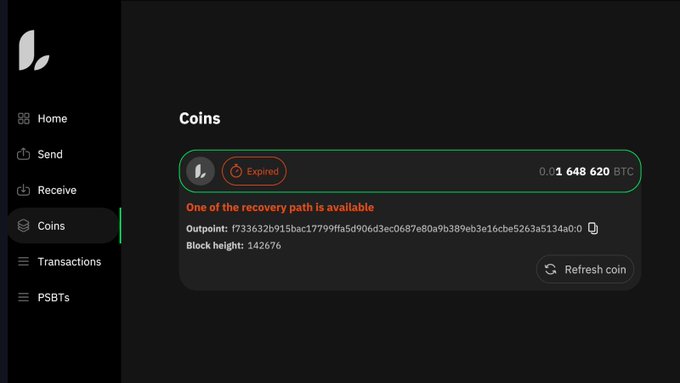 Home
Send
Receive
Coins
Transactions
PSBTs
Coins
Expired
0.01 648 620 BTC
One of the recovery path is available
Outpoint: f733632b915bac17799ffa5d906d3ec0687e80a9b389eb3e16cbe5263a5134a0:0
Block height: 142676
Refresh coin